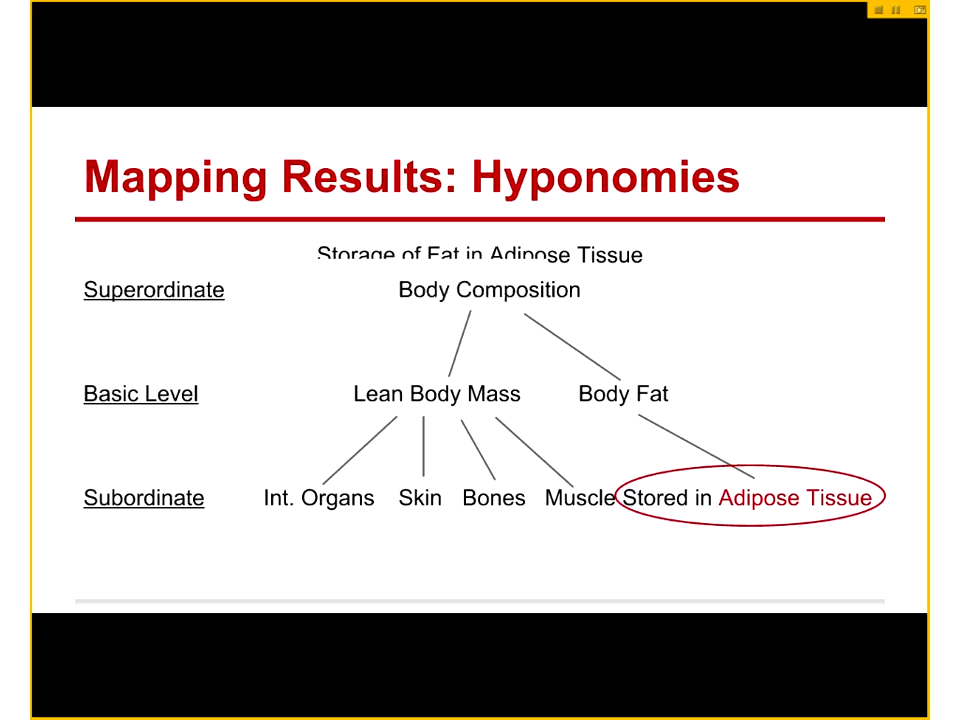 Mapping Results: Hyponomies
Storage of Fat in Adipose Tissue
Superordinate Body Composition
Basic Level Lean Body Mass Body Fat
Subordinate Int. Organs Skin Bones Muscle Stored in Adipose Tissue